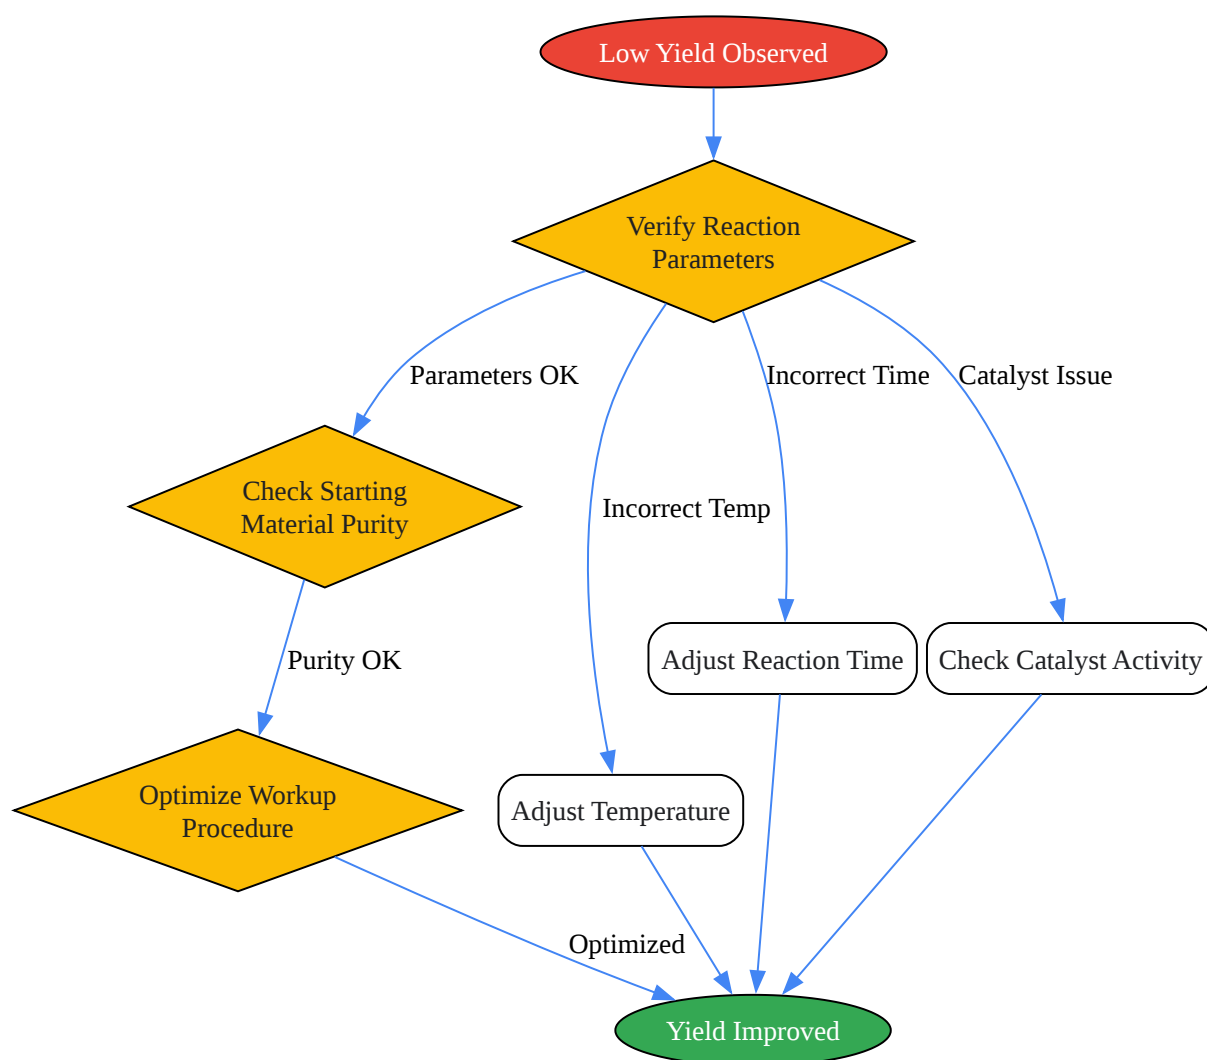 Low Yield Observed
Verify Reaction
Parameters
Parameters OK
Incorrect Time
Catalyst Issue
Check Starting
Material Purity
Incorrect Temp
Purity OK
Adjust Reaction Time
Check Catalyst Activity
Optimize Workup
Procedure
Adjust Temperature
Optimized
Yield Improved